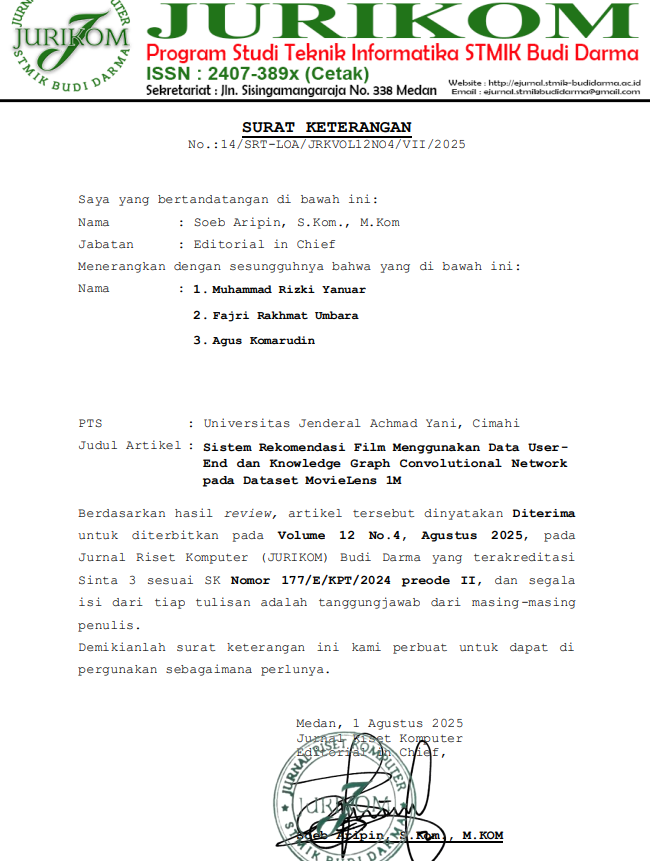 JURIKOM
STMIK BUDI DARMA
JURIKOM
Program Studi Teknik Informatika STMIK Budi Darma
ISSN : 2407-389x (Cetak)
Sekretariat : Jln. Sisingamangaraja No. 338 Medan
Website : http://ejurnal.stmik-budidarma.ac.id
Email : ejurnal.stmikbudidarma@gmail.com
SURAT KETERANGAN
No.:14/SRT-LOA/JRKVOL12NO4/VII/2025
Saya yang bertandatangan di bawah ini:
Nama : Soeb Aripin, S.Kom., M.Kom
Jabatan : Editorial in Chief
Menerangkan dengan sesungguhnya bahwa yang di bawah ini:
Nama : 1. Muhammad Rizki Yanuar
2. Fajri Rakhmat Umbara
3. Agus Komarudin
PTS : Universitas Jenderal Achmad Yani, Cimahi
Judul Artikel : Sistem Rekomendasi Film Menggunakan Data User-
End dan Knowledge Graph Convolutional Network
pada Dataset MovieLens 1M
Berdasarkan hasil review, artikel tersebut dinyatakan Diterima
untuk diterbitkan pada Volume 12 No.4, Agustus 2025, pada
Jurnal Riset Komputer (JURIKOM) Budi Darma yang terakreditasi
Sinta 3 sesuai SK Nomor 177/E/KPT/2024 preode II, dan segala
isi dari tiap tulisan adalah tanggungjawab dari masing-masing
penulis.
Demikianlah surat keterangan ini kami perbuat untuk dapat di
pergunakan sebagaimana perlunya.
Medan, 1 Agustus 2025
Jurnal Riset Komputer
Editorial in Chief,
JURNAL RISET KOMPUTER
JURIKOM
STMIK BUDI DARMA
Soeb Aripin, S.Kom., M.KOM